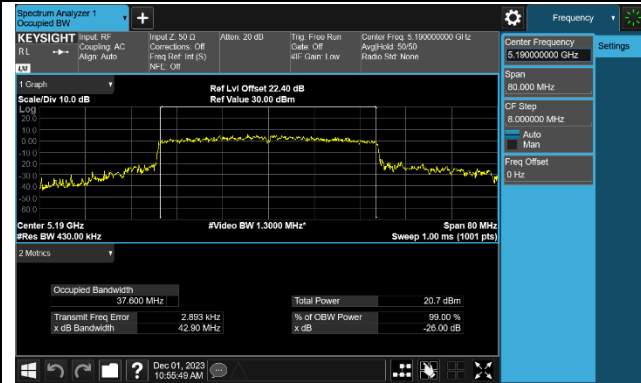 Spectrum Analyzer 1
Occupied BW
Frequency
KEYSIGHT
RL
Input: RF
Coupling: AC
Align: Auto
Input Z: 50 Ω
Corrections: Off
Freq Ref: Int (S)
NFE: Off
Atten: 20 dB
Trig: Free Run
Gate: Off
#IF Gain: Low
Center Freq: 5.190000000 GHz
Avg|Hold: 50/50
Radio Std: None
LXI
Center Frequency
5.190000000 GHz
Settings
Span
80.000 MHz
CF Step
8.000000 MHz
Auto
Man
Freq Offset
0 Hz
1 Graph
Scale/Div 10.0 dB
Ref Lvl Offset 22.40 dB
Ref Value 30.00 dBm
Log
20.0
10.0
0.00
-10.0
-20.0
-30.0
-40.0
-50.0
-60.0
Center 5.19 GHz
#Res BW 430.00 kHz
#Video BW 1.3000 MHz*
Span 80 MHz
Sweep 1.00 ms (1001 pts)
2 Metrics
Occupied Bandwidth
37.600 MHz
Total Power 20.7 dBm
Transmit Freq Error 2.893 kHz
% of OBW Power 99.00 %
x dB Bandwidth 42.90 MHz
x dB -26.00 dB
?
Dec 01, 2023
10:55:49 AM